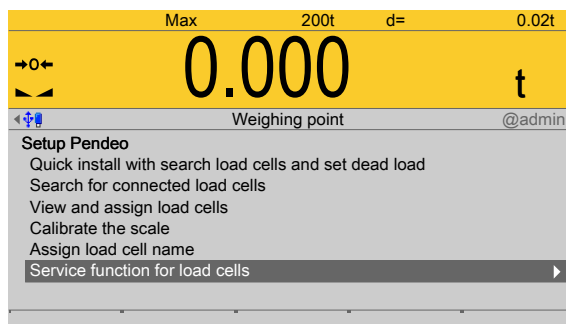 Max 200t d= 0.02t
→0← 0.000 t
Weighing point @admin
Setup Pendeo
Quick install with search load cells and set dead load
Search for connected load cells
View and assign load cells
Calibrate the scale
Assign load cell name
Service function for load cells